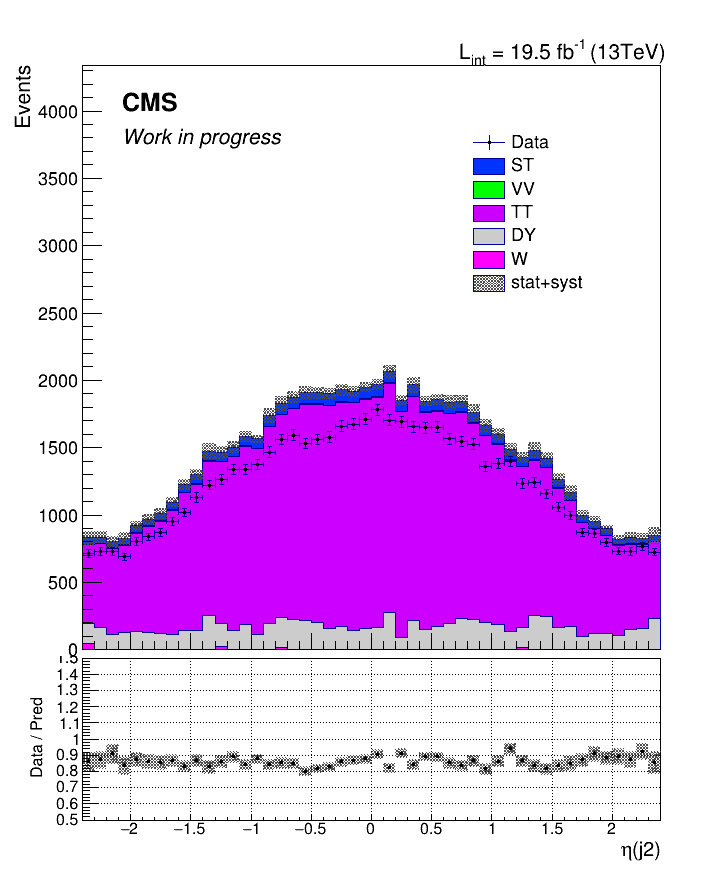 L_int = 19.5 fb^-1 (13TeV)
Events
CMS
Work in progress
Data
ST
VV
TT
DY
W
stat+syst
4000
3500
3000
2500
2000
1500
1000
500
0
Data / Pred
1.5
1.4
1.3
1.2
1.1
1
0.9
0.8
0.7
0.6
0.5
−2 −1.5 −1 −0.5 0 0.5 1 1.5 2
η(j2)